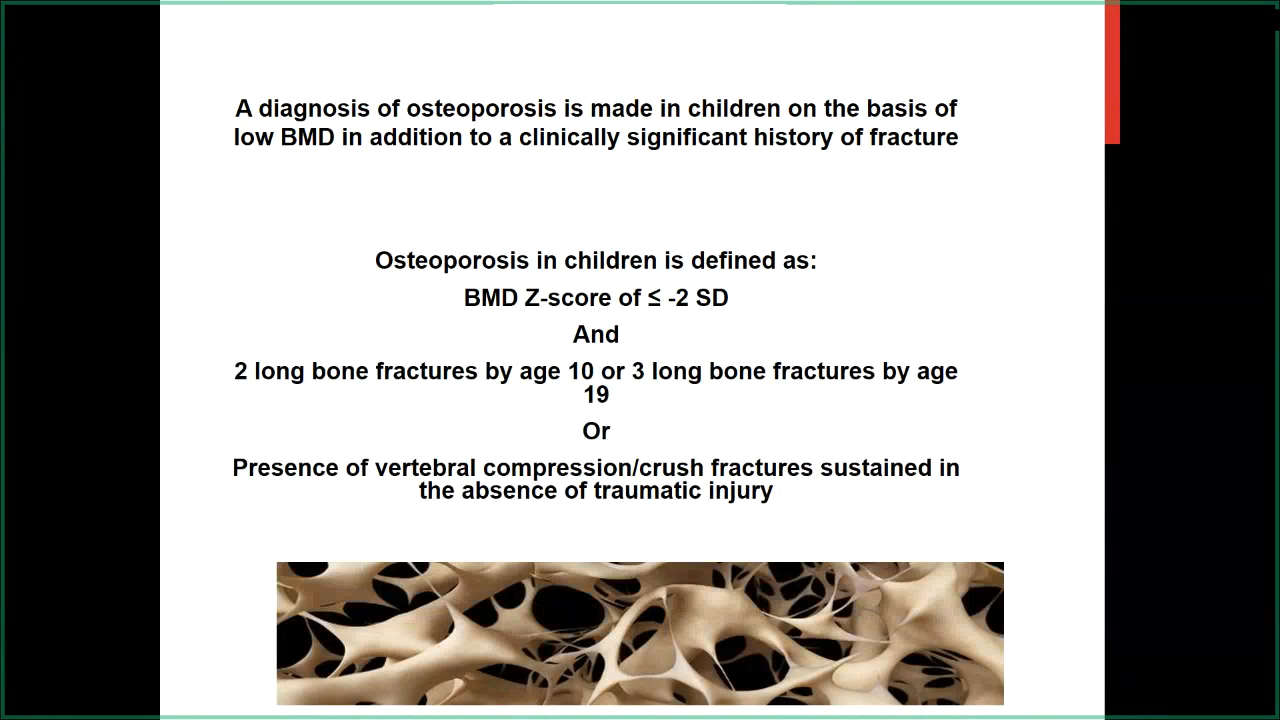 A diagnosis of osteoporosis is made in children on the basis of
low BMD in addition to a clinically significant history of fracture
Osteoporosis in children is defined as:
BMD Z-score of ≤ -2 SD
And
2 long bone fractures by age 10 or 3 long bone fractures by age
19
Or
Presence of vertebral compression/crush fractures sustained in
the absence of traumatic injury